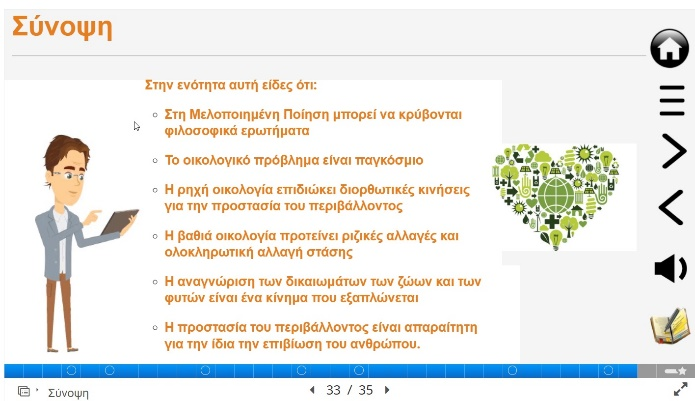 Σύνοψη
Στην ενότητα αυτή είδες ότι:
Στη Μελοποιημένη Ποίηση μπορεί να κρύβονται
φιλοσοφικά ερωτήματα
Το οικολογικό πρόβλημα είναι παγκόσμιο
Η ρηχή οικολογία επιδιώκει διορθωτικές κινήσεις
για την προστασία του περιβάλλοντος
Η βαθιά οικολογία προτείνει ριζικές αλλαγές και
ολοκληρωτική αλλαγή στάσης
Η αναγνώριση των δικαιωμάτων των ζώων και των
φυτών είναι ένα κίνημα που εξαπλώνεται
Η προστασία του περιβάλλοντος είναι απαραίτητη
για την ίδια την επιβίωση του ανθρώπου.
Σύνοψη
33 / 35